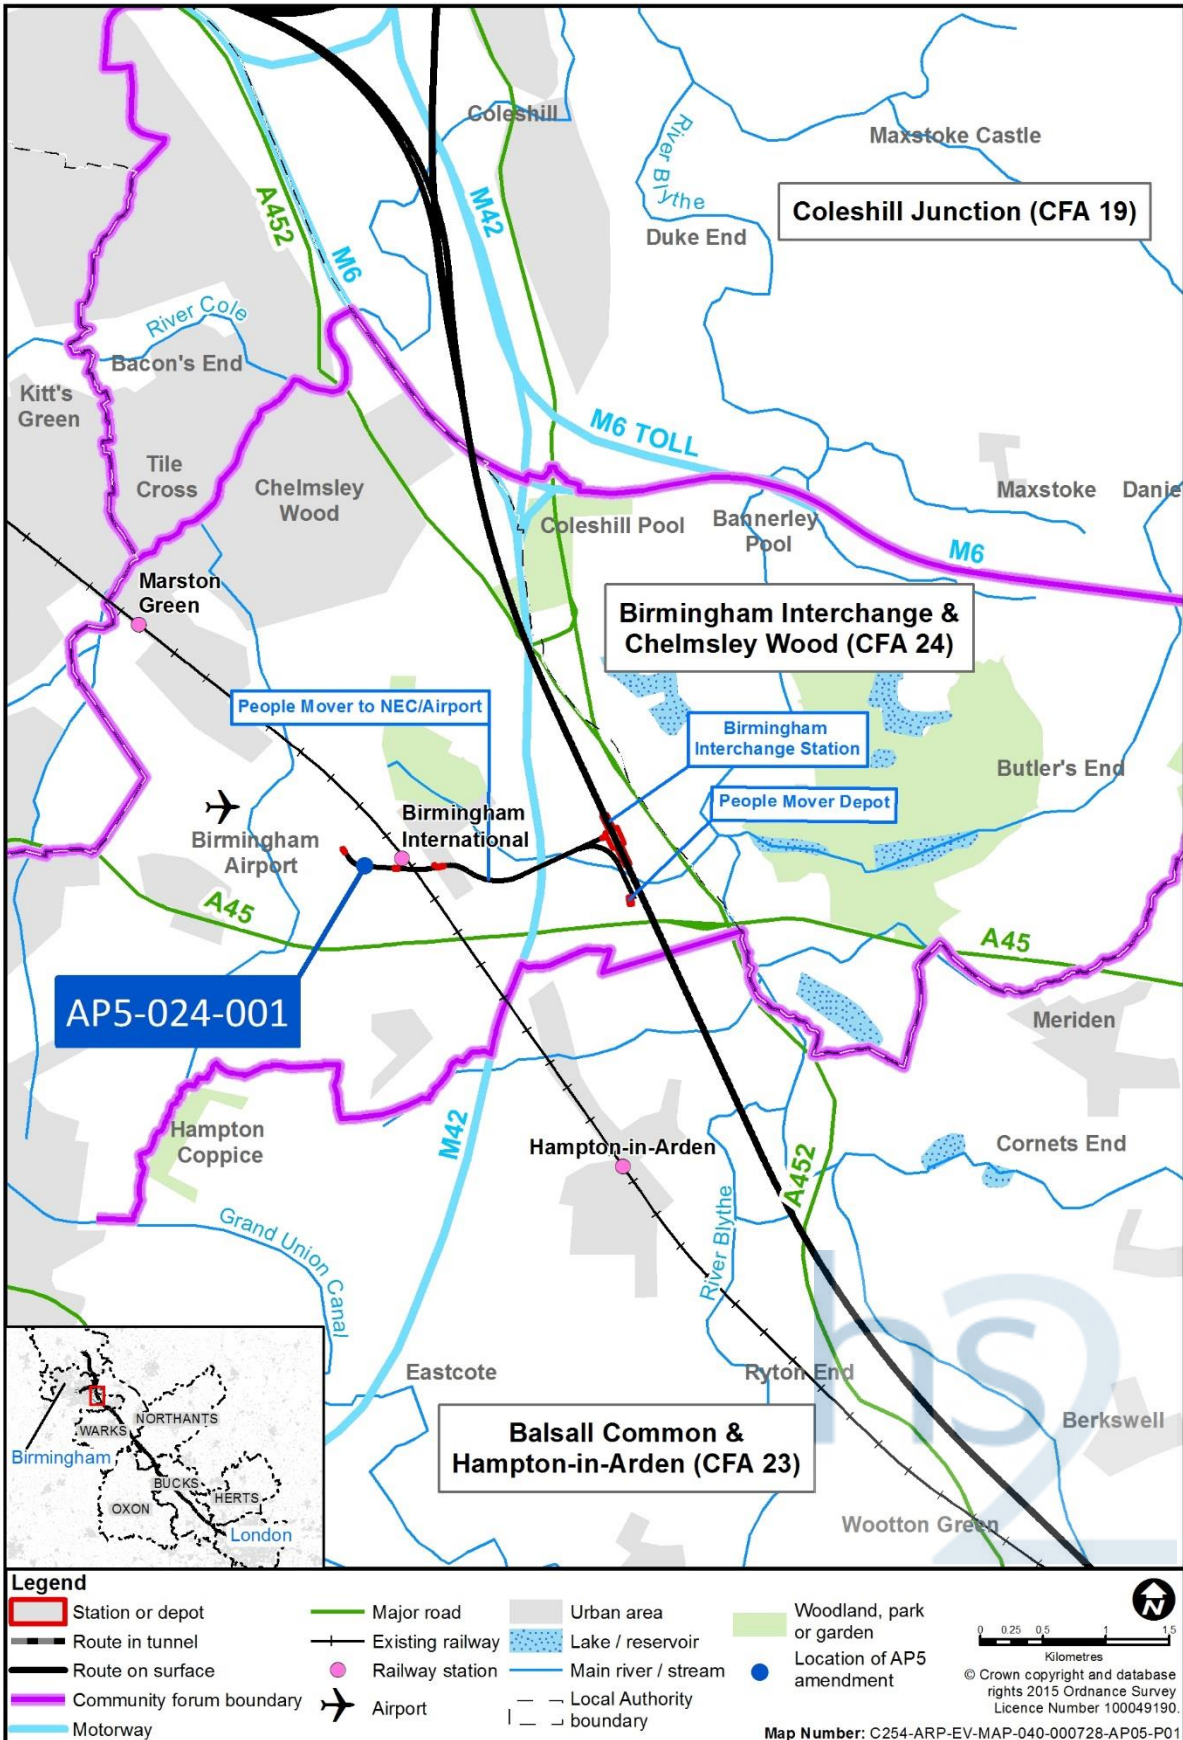 Coleshill
Maxstoke Castle
River Blythe
A452
M42
Coleshill Junction (CFA 19)
Duke End
M6
River Cole
Bacon's End
Kitt's
Green
M6 TOLL
Tile
Cross
Chelmsley
Wood
Maxstoke
Danie
Coleshill Pool
Bannerley
Pool
M6
Marston
Green
Birmingham Interchange &
Chelmsley Wood (CFA 24)
People Mover to NEC/Airport
Birmingham
Interchange Station
Butler's End
People Mover Depot
Birmingham
International
Birmingham
Airport
A45
A45
AP5-024-001
Meriden
Hampton
Coppice
M42
Hampton-in-Arden
Cornets End
A452
River Blythe
Grand Union Canal
hs2
Eastcote
Ryton End
Berkswell
Balsall Common &
Hampton-in-Arden (CFA 23)
Wootton Green
NORTHANTS
WARKS
Birmingham
BUCKS
HERTS
OXON
London
Legend
Station or depot
Route in tunnel
Route on surface
Community forum boundary
Motorway
Major road
Existing railway
Railway station
Airport
Urban area
Lake / reservoir
Main river / stream
Local Authority
boundary
Woodland, park
or garden
Location of AP5
amendment
N
0 0.25 0.5 1 1.5
Kilometres
© Crown copyright and database
rights 2015 Ordnance Survey
Licence Number 100049190.
Map Number: C254-ARP-EV-MAP-040-000728-AP05-P01